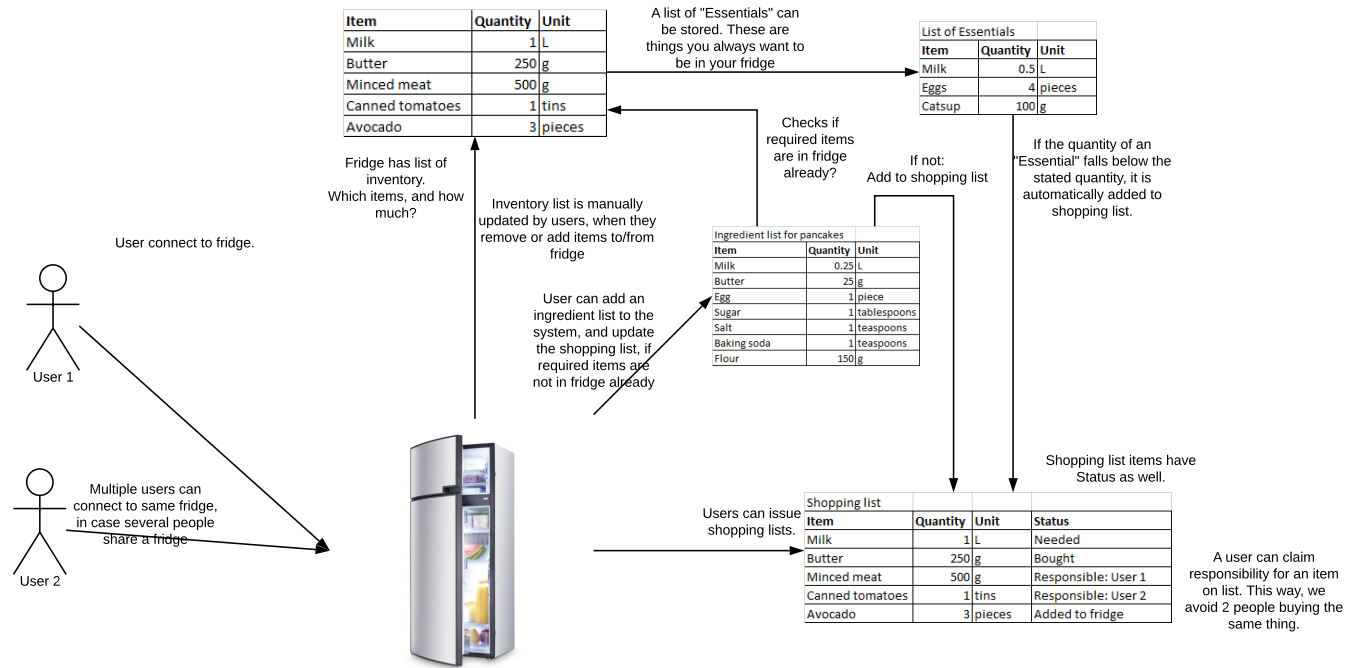 Item Quantity Unit
Milk 1 L
Butter 250 g
Minced meat 500 g
Canned tomatoes 1 tins
Avocado 3 pieces
A list of "Essentials" can
be stored. These are
things you always want to
be in your fridge
List of Essentials
Item Quantity Unit
Milk 0.5 L
Eggs 4 pieces
Catsup 100 g
Fridge has list of
inventory.
Which items, and how
much?
Inventory list is manually
updated by users, when they
remove or add items to/from
fridge
Checks if
required items
are in fridge
already?
If not:
Add to shopping list
If the quantity of an
"Essential" falls below the
stated quantity, it is
automatically added to
shopping list.
User connect to fridge.
User 1
Multiple users can
connect to same fridge,
in case several people
share a fridge
User 2
User can add an
ingredient list to the
system, and update
the shopping list, if
required items are
not in fridge already
Ingredient list for pancakes
Item Quantity Unit
Milk 0.25 L
Butter 25 g
Egg 1 piece
Sugar 1 tablespoons
Salt 1 teaspoons
Baking soda 1 teaspoons
Flour 150 g
Shopping list items have
Status as well.
Users can issue
shopping lists.
Shopping list
Item Quantity Unit Status
Milk 1 L Needed
Butter 250 g Bought
Minced meat 500 g Responsible: User 1
Canned tomatoes 1 tins Responsible: User 2
Avocado 3 pieces Added to fridge
A user can claim
responsibility for an item
on list. This way, we
avoid 2 people buying the
same thing.